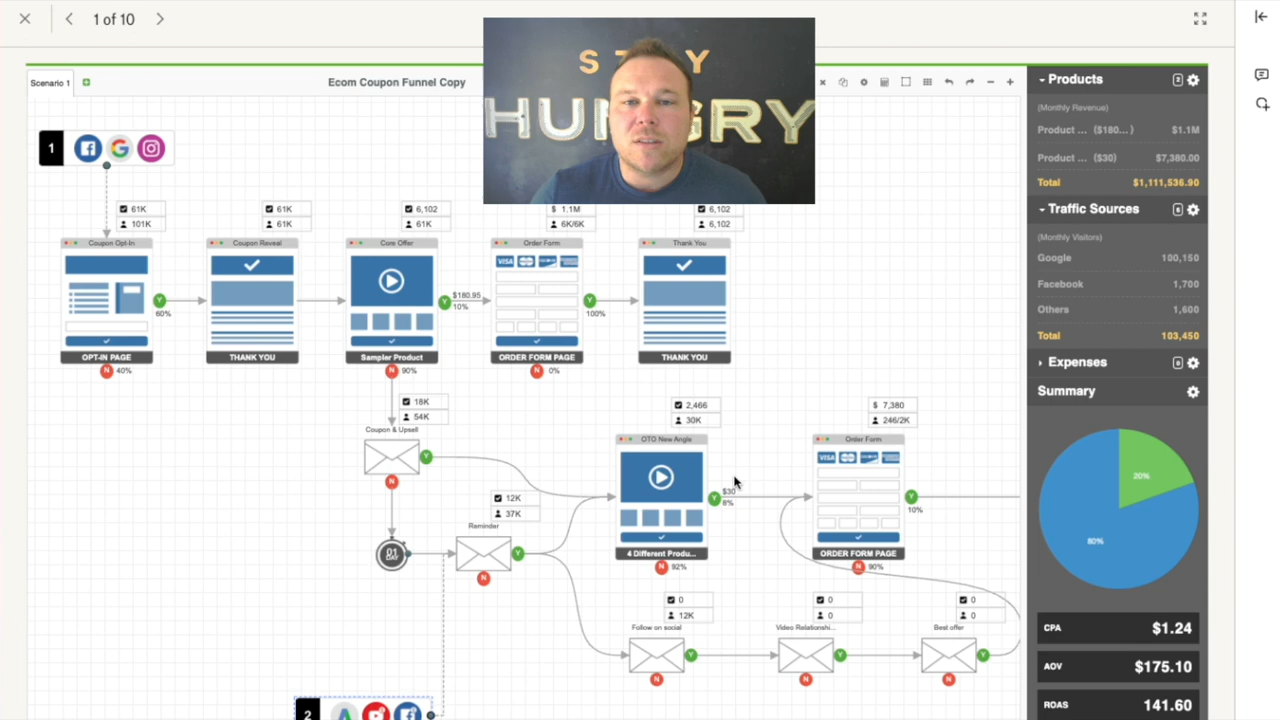 1 of 10
STAY
HUNGRY
Scenario 1
Ecom Coupon Funnel Copy
1
61K
101K
61K
61K
6,102
61K
$ 1.1M
6K/6K
6,102
6,102
Coupon Opt-In
Coupon Reveal
Core Offer
Order Form
Thank You
VISA
Y
60%
Y
$180.95
10%
Y
100%
OPT-IN PAGE
THANK YOU
Sampler Product
ORDER FORM PAGE
THANK YOU
N 40%
N 90%
N 0%
18K
54K
Coupon & Upsell
Y
N
2,466
30K
$ 7,380
246/2K
OTO New Angle
Order Form
VISA
Y
$30
8%
Y
10%
4 Different Produ...
ORDER FORM PAGE
N 92%
N 90%
12K
37K
Reminder
01
DAY
Y
N
0
12K
0
0
0
0
Follow on social
Video Relationshi...
Best offer
Y
Y
Y
N
N
N
2
Products
2
(Monthly Revenue)
Product ... ($180... ) $1.1M
Product ... ($30) $7,380.00
Total $1,111,536.90
Traffic Sources
(Monthly Visitors)
Google 100,150
Facebook 1,700
Others 1,600
Total 103,450
Expenses
Summary
20%
80%
CPA $1.24
AOV $175.10
ROAS 141.60